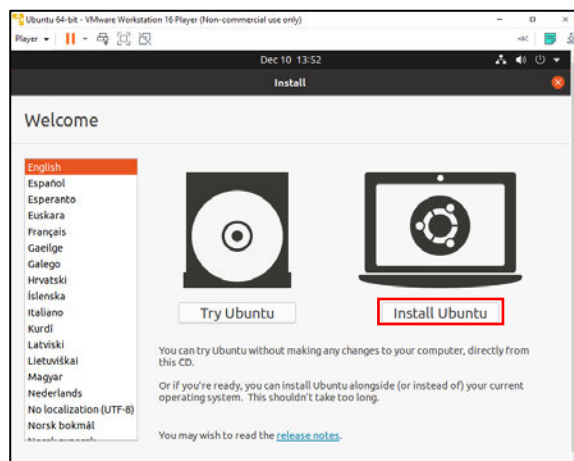 Ubuntu 64-bit - VMware Workstation 16 Player (Non-commercial use only)
Player
Dec 10 13:52
Install
Welcome
English
Español
Esperanto
Euskara
Français
Gaeilge
Galego
Hrvatski
Íslenska
Italiano
Kurdî
Latviski
Lietuviškai
Magyar
Nederlands
No localization (UTF-8)
Norsk bokmål
Try Ubuntu
Install Ubuntu
You can try Ubuntu without making any changes to your computer, directly from
this CD.
Or if you're ready, you can install Ubuntu alongside (or instead of) your current
operating system. This shouldn't take too long.
You may wish to read the release notes.